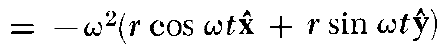 = −ω²(r cos ωt x̂ + r sin ωt ŷ)